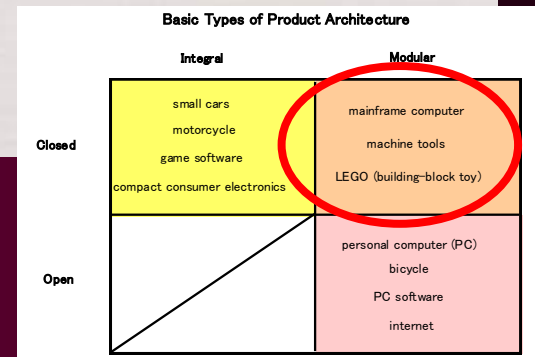 Basic Types of Product Architecture
Integral
Modular
Closed
small cars
motorcycle
game software
compact consumer electronics
mainframe computer
machine tools
LEGO (building-block toy)
Open
personal computer (PC)
bicycle
PC software
internet